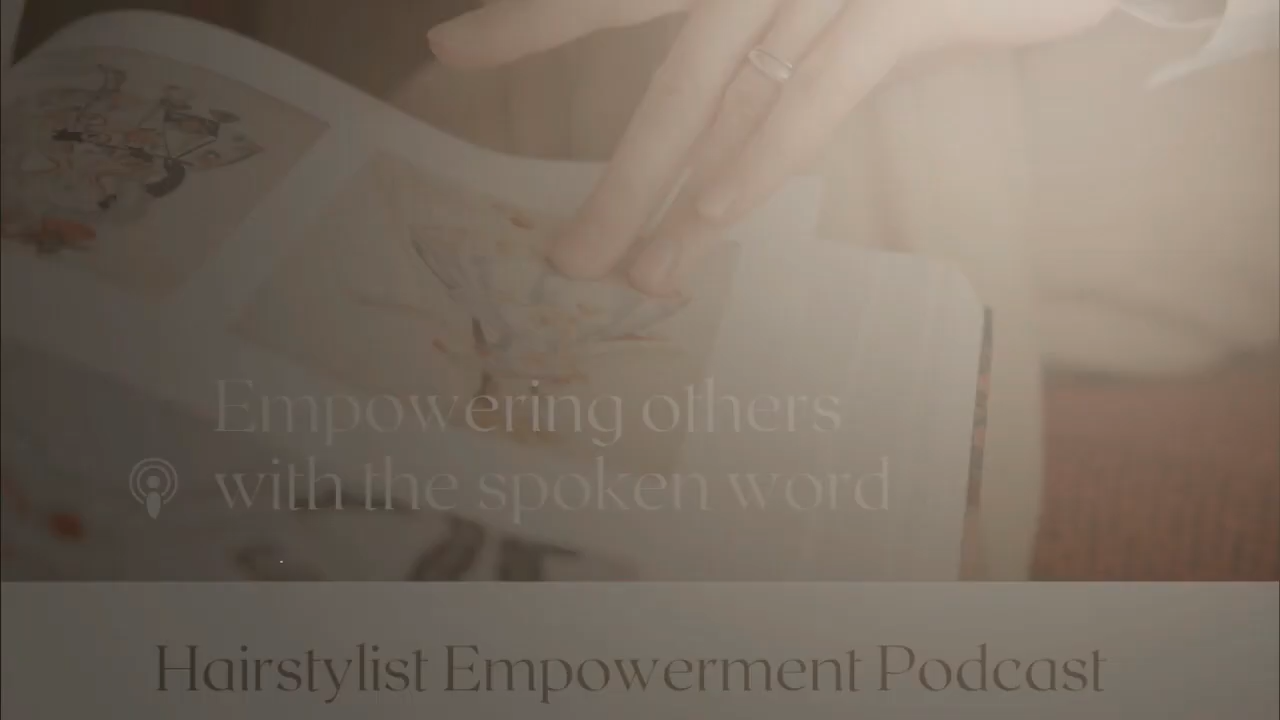 Empowering others
with the spoken word
Hairstylist Empowerment Podcast